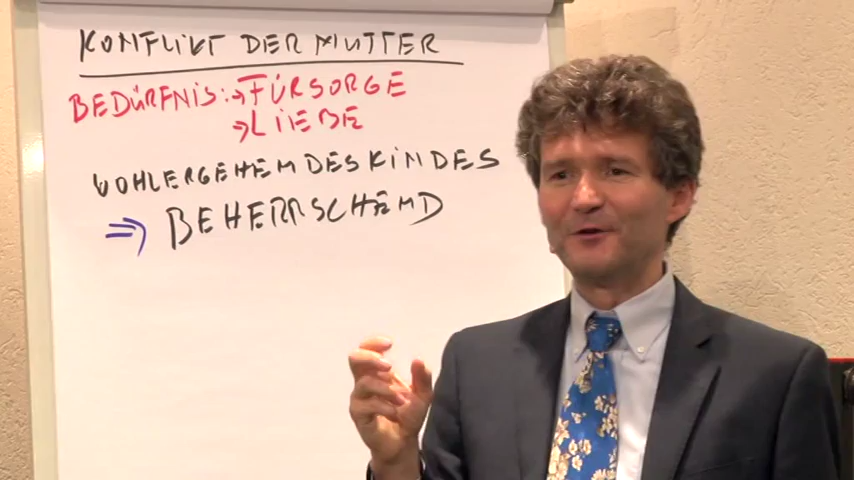 KONFLIKT DER MUTTER
BEDÜRFNIS: → FÜRSORGE
→ LIEBE
WOHLERGEHEN DES KINDES
⇒ BEHERRSCHEND